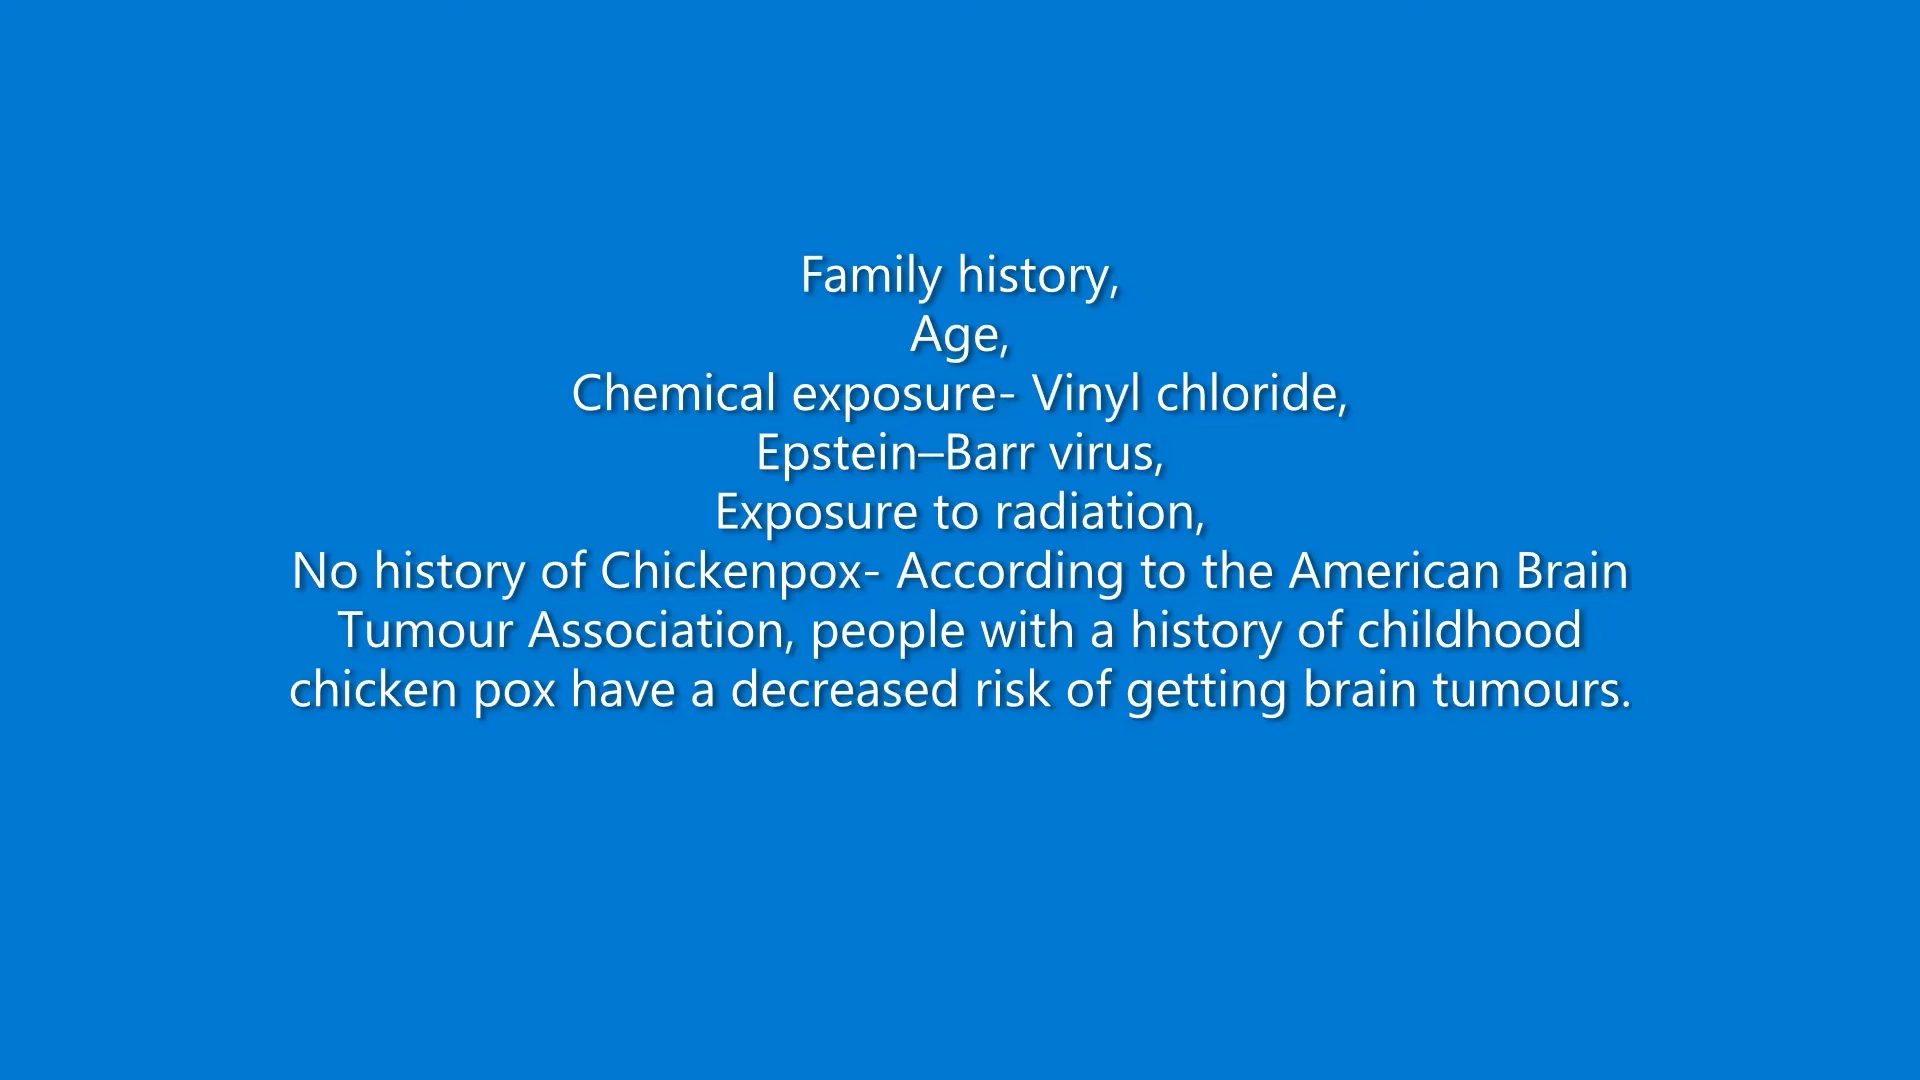 Family history,
Age,
Chemical exposure- Vinyl chloride,
Epstein–Barr virus,
Exposure to radiation,
No history of Chickenpox- According to the American Brain
Tumour Association, people with a history of childhood
chicken pox have a decreased risk of getting brain tumours.